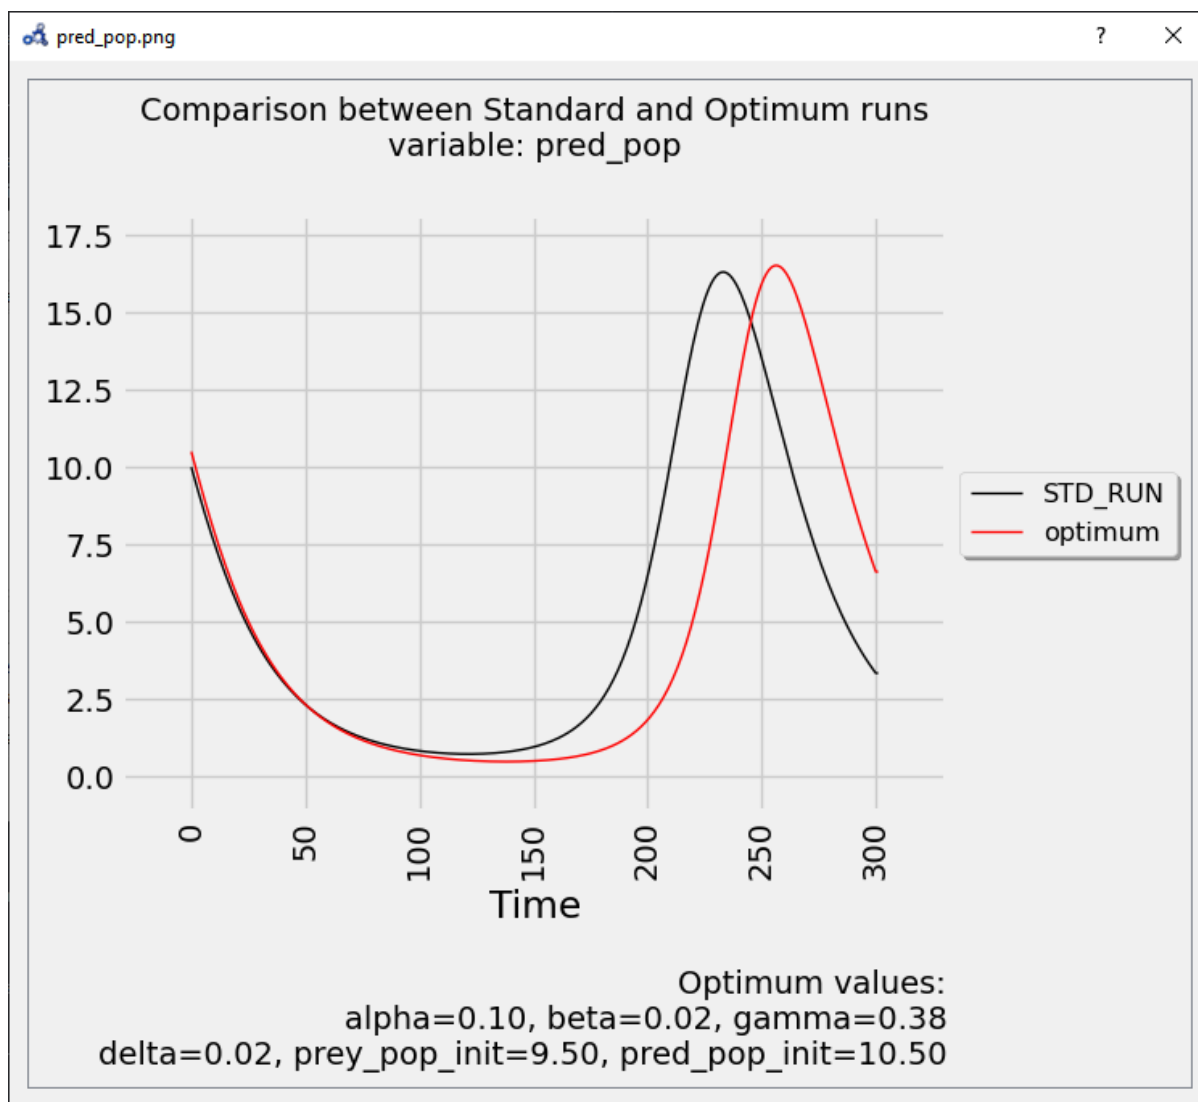 pred_pop.png
?
Comparison between Standard and Optimum runs
variable: pred_pop
17.5
15.0
12.5
10.0
7.5
5.0
2.5
0.0
STD_RUN
optimum
0 50 100 150 200 250 300
Time
Optimum values:
alpha=0.10, beta=0.02, gamma=0.38
delta=0.02, prey_pop_init=9.50, pred_pop_init=10.50